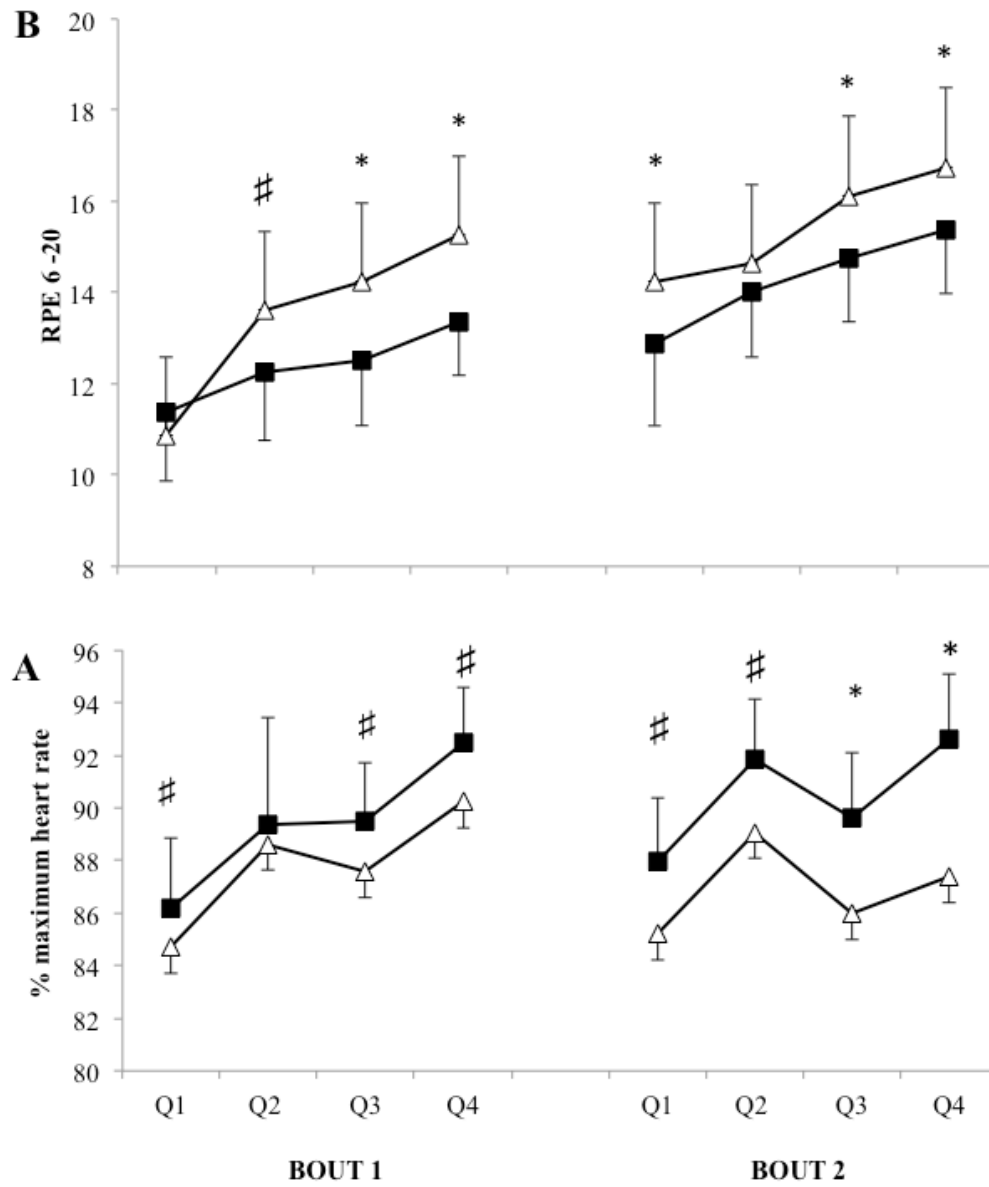 B
RPE 6 -20
20
18
16
14
12
10
8
♯ * * * * * *
A
% maximum heart rate
96
94
92
90
88
86
84
82
80
♯ ♯ ♯ ♯ ♯ * *
Q1 Q2 Q3 Q4 Q1 Q2 Q3 Q4
BOUT 1 BOUT 2